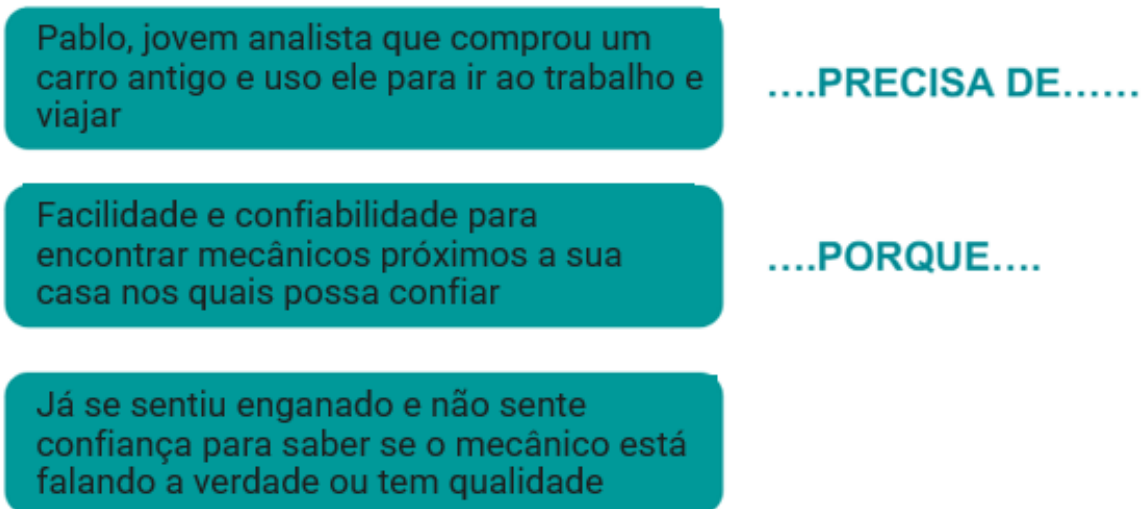 Pablo, jovem analista que comprou um
carro antigo e uso ele para ir ao trabalho e
viajar
....PRECISA DE......
Facilidade e confiabilidade para
encontrar mecânicos próximos a sua
casa nos quais possa confiar
....PORQUE....
Já se sentiu enganado e não sente
confiança para saber se o mecânico está
falando a verdade ou tem qualidade